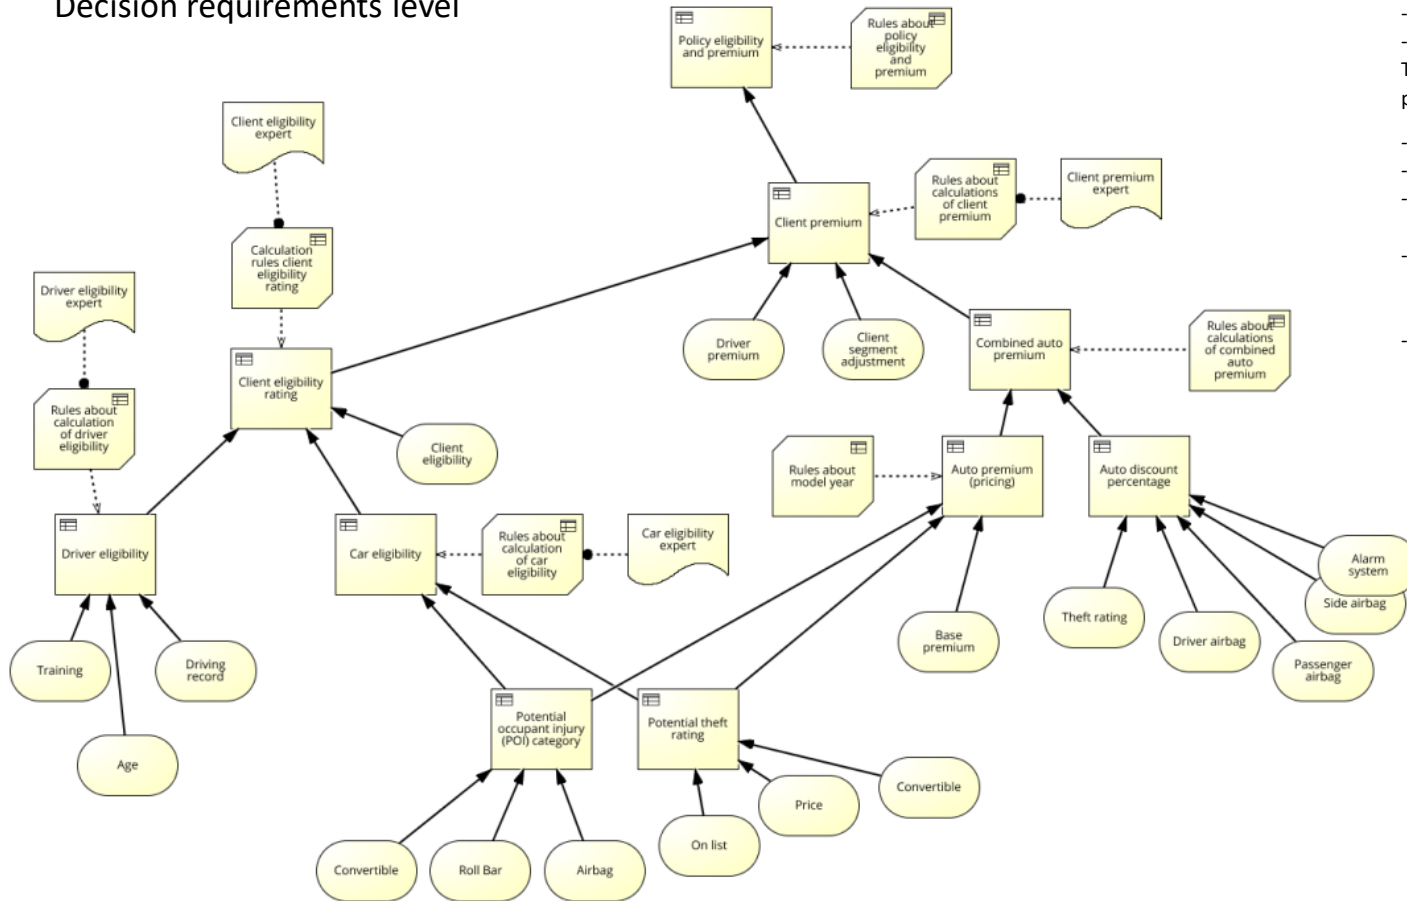 Decision requirements level
Policy eligibility
and premium
Rules about
policy
eligibility
and
premium
Client eligibility
expert
Rules about
calculations
of client
premium
Client premium
expert
Client premium
Calculation
rules client
eligibility
rating
Driver eligibility
expert
Driver
premium
Client
segment
adjustment
Combined auto
premium
Rules about
calculations
of combined
auto
premium
Client eligibility
rating
Rules about
calculation
of driver
eligibility
Client
eligibility
Rules about
model year
Auto premium
(pricing)
Auto discount
percentage
Driver eligibility
Car eligibility
Rules about
calculation
of car
eligibility
Car eligibility
expert
Alarm
system
Side airbag
Theft rating
Driver airbag
Passenger
airbag
Base
premium
Training
Driving
record
Age
Potential
occupant injury
(POI) category
Potential theft
rating
Convertible
Price
On list
Convertible
Roll Bar
Airbag